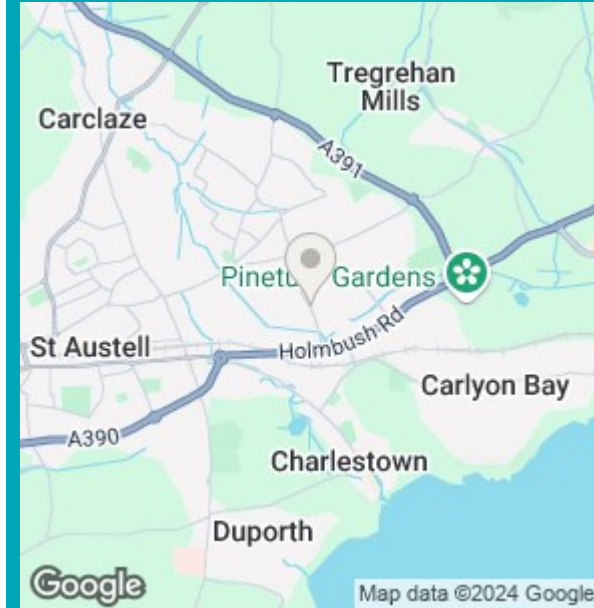 Tregrehan
Mills
Carclaze
A391
Gardens
Holmbush Rd
St Austell
Carlyon Bay
A390
Charlestown
Duporth
Google
Map data ©2024 Google